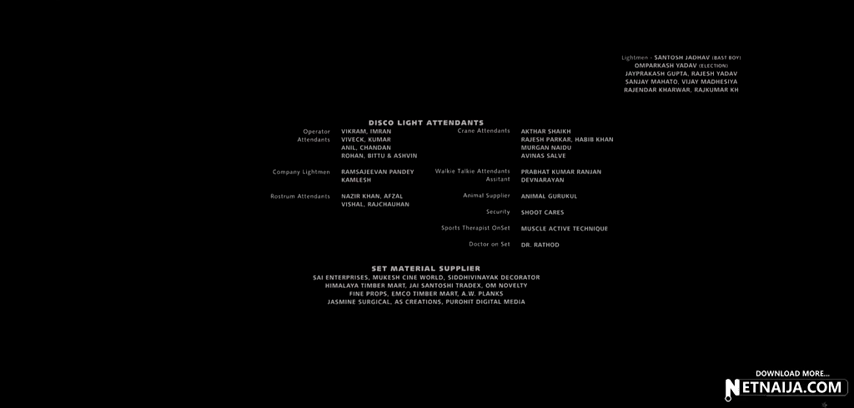 Lightmen - SANTOSH JADHAV (BAST BOY)
OMPARKASH YADAV (ELECTION)
JAYPRAKASH GUPTA, RAJESH YADAV
SANJAY MAHATO, VIJAY MADHESIYA
RAJENDAR KHARWAR, RAJKUMAR KH
DISCO LIGHT ATTENDANTS
Operator VIKRAM, IMRAN
Attendants VIVECK, KUMAR
ANIL, CHANDAN
ROHAN, BITTU & ASHVIN
Company Lightmen RAMSAJEEVAN PANDEY
KAMLESH
Rostrum Attendants NAZIR KHAN, AFZAL
VISHAL, RAJCHAUHAN
Crane Attendants AKTHAR SHAIKH
RAJESH PARKAR, HABIB KHAN
MURGAN NAIDU
AVINAS SALVE
Walkie Talkie Attendants PRABHAT KUMAR RANJAN
Assitant DEVNARAYAN
Animal Supplier ANIMAL GURUKUL
Security SHOOT CARES
Sports Therapist OnSet MUSCLE ACTIVE TECHNIQUE
Doctor on Set DR. RATHOD
SET MATERIAL SUPPLIER
SAI ENTERPRISES, MUKESH CINE WORLD, SIDDHIVINAYAK DECORATOR
HIMALAYA TIMBER MART, JAI SANTOSHI TRADEX, OM NOVELTY
FINE PROPS, EMCO TIMBER MART, A.W. PLANKS
JASMINE SURGICAL, AS CREATIONS, PUROHIT DIGITAL MEDIA
DOWNLOAD MORE...
NETNAIJA.COM